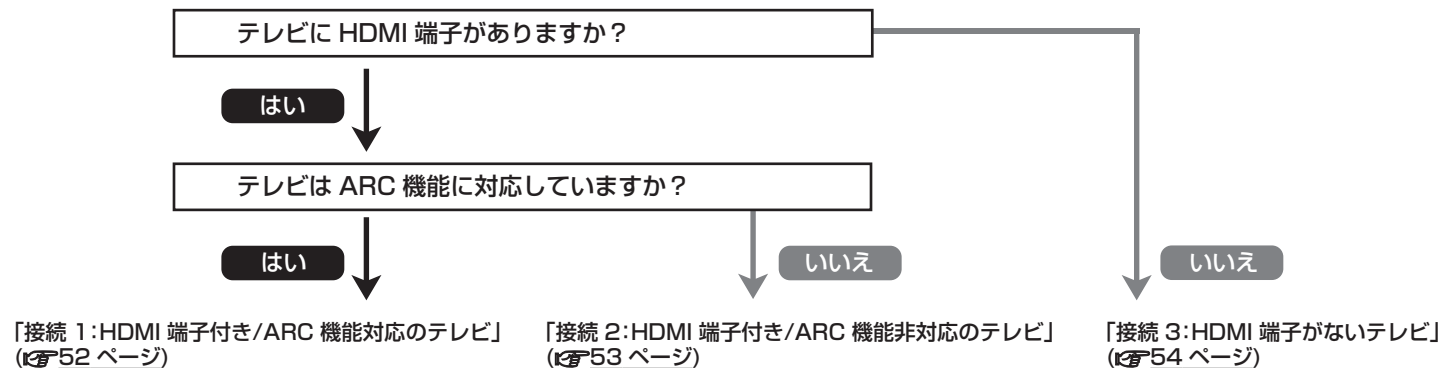 テレビに HDMI 端子がありますか？
はい
テレビは ARC 機能に対応していますか？
はい
いいえ
いいえ
「接続 1：HDMI 端子付き/ARC 機能対応のテレビ」
(☞52 ページ)
「接続 2：HDMI 端子付き/ARC 機能非対応のテレビ」
(☞53 ページ)
「接続 3：HDMI 端子がないテレビ」
(☞54 ページ)